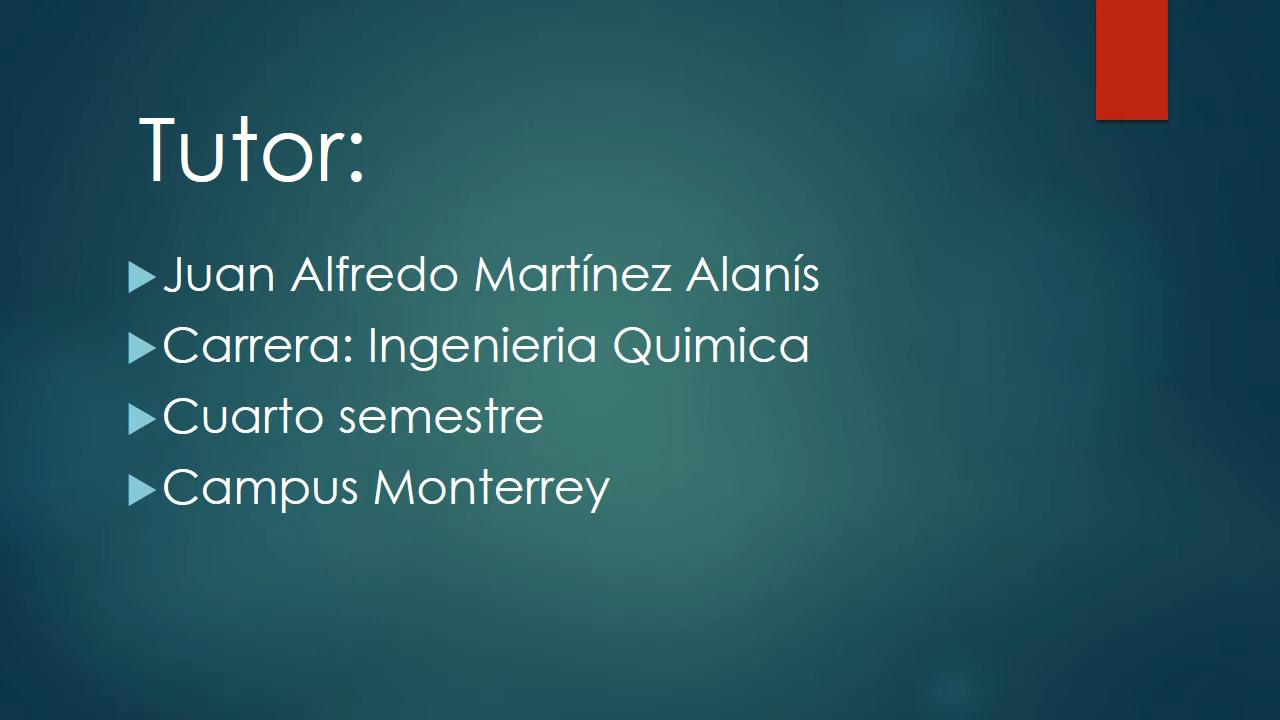 Tutor:
Juan Alfredo Martínez Alanís
Carrera: Ingenieria Quimica
Cuarto semestre
Campus Monterrey